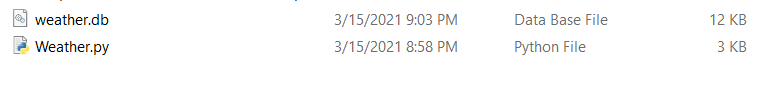 weather.db 3/15/2021 9:03 PM Data Base File 12 KB
Weather.py 3/15/2021 8:58 PM Python File 3 KB